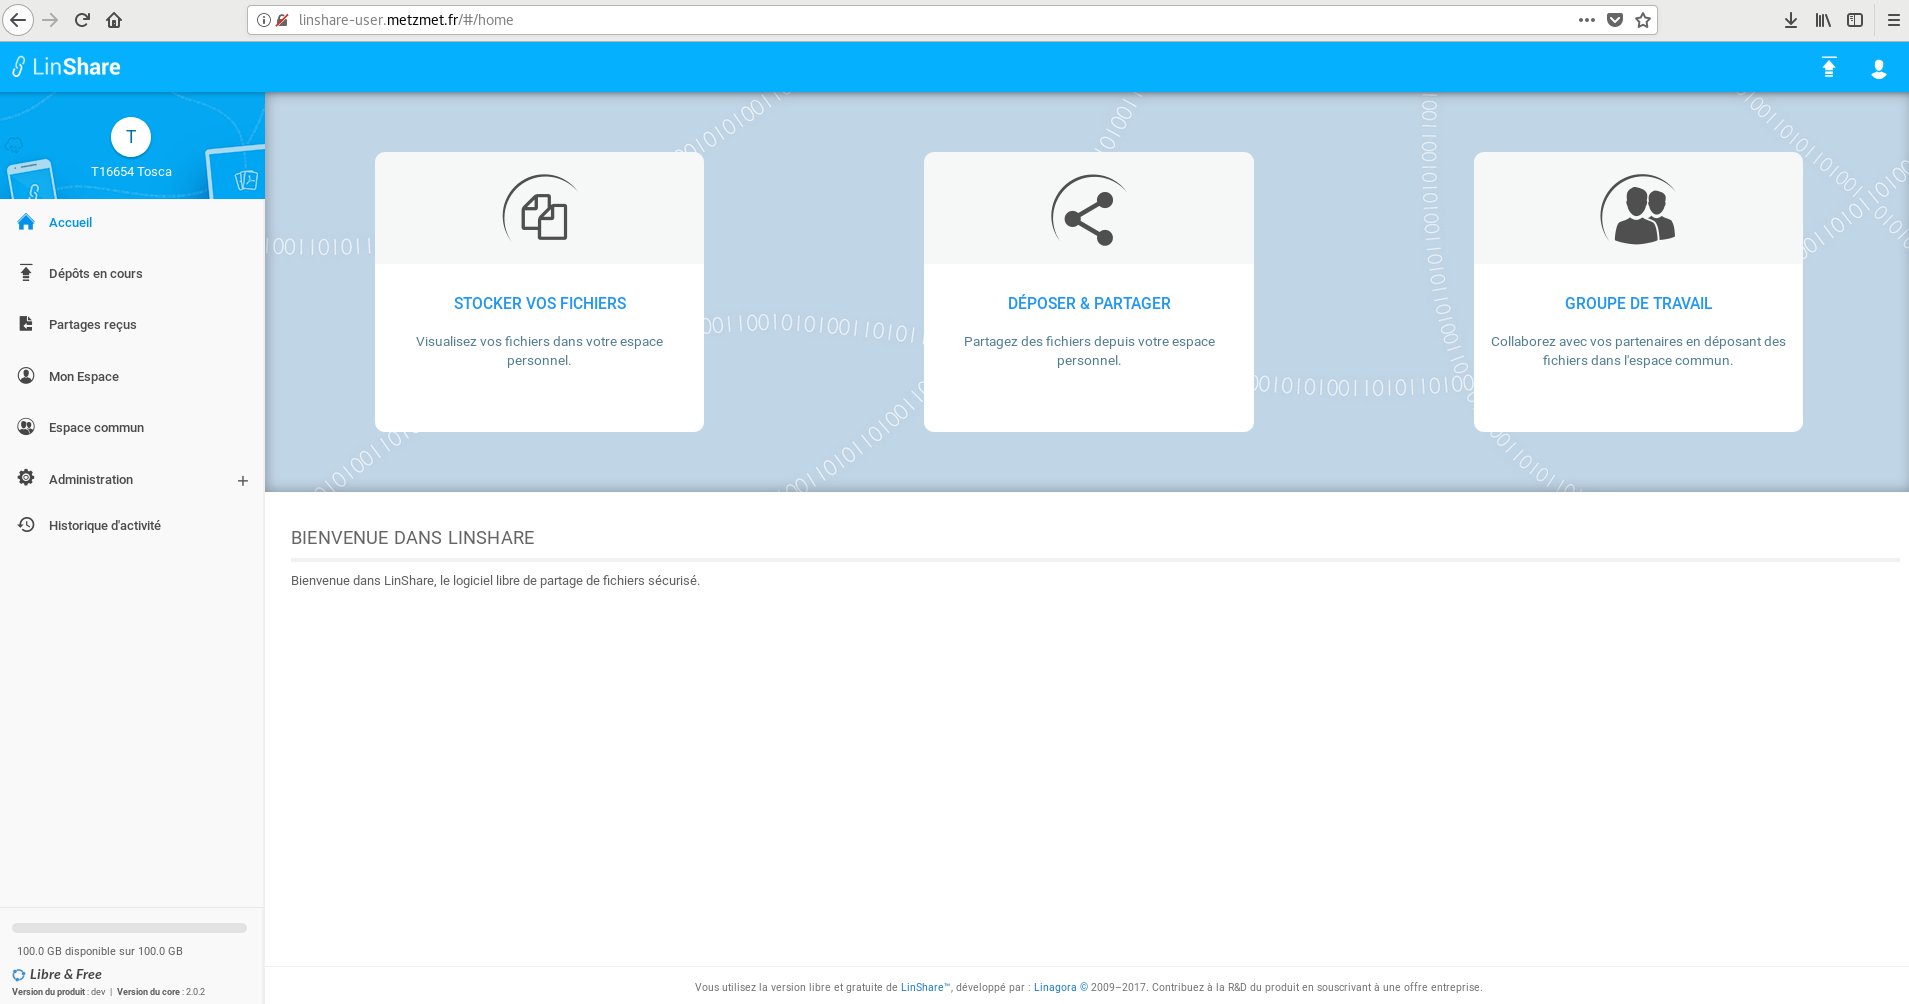 linshare-user.metzmet.fr/#/home
LinShare
T
T16654 Tosca
Accueil
Dépôts en cours
Partages reçus
Mon Espace
Espace commun
Administration +
Historique d'activité
STOCKER VOS FICHIERS
Visualisez vos fichiers dans votre espace
personnel.
DÉPOSER & PARTAGER
Partagez des fichiers depuis votre espace
personnel.
GROUPE DE TRAVAIL
Collaborez avec vos partenaires en déposant des
fichiers dans l'espace commun.
BIENVENUE DANS LINSHARE
Bienvenue dans LinShare, le logiciel libre de partage de fichiers sécurisé.
100.0 GB disponible sur 100.0 GB
Libre & Free
Version du produit : dev | Version du core : 2.0.2
Vous utilisez la version libre et gratuite de LinShare™, développé par : Linagora © 2009–2017. Contribuez à la R&D du produit en souscrivant à une offre entreprise.